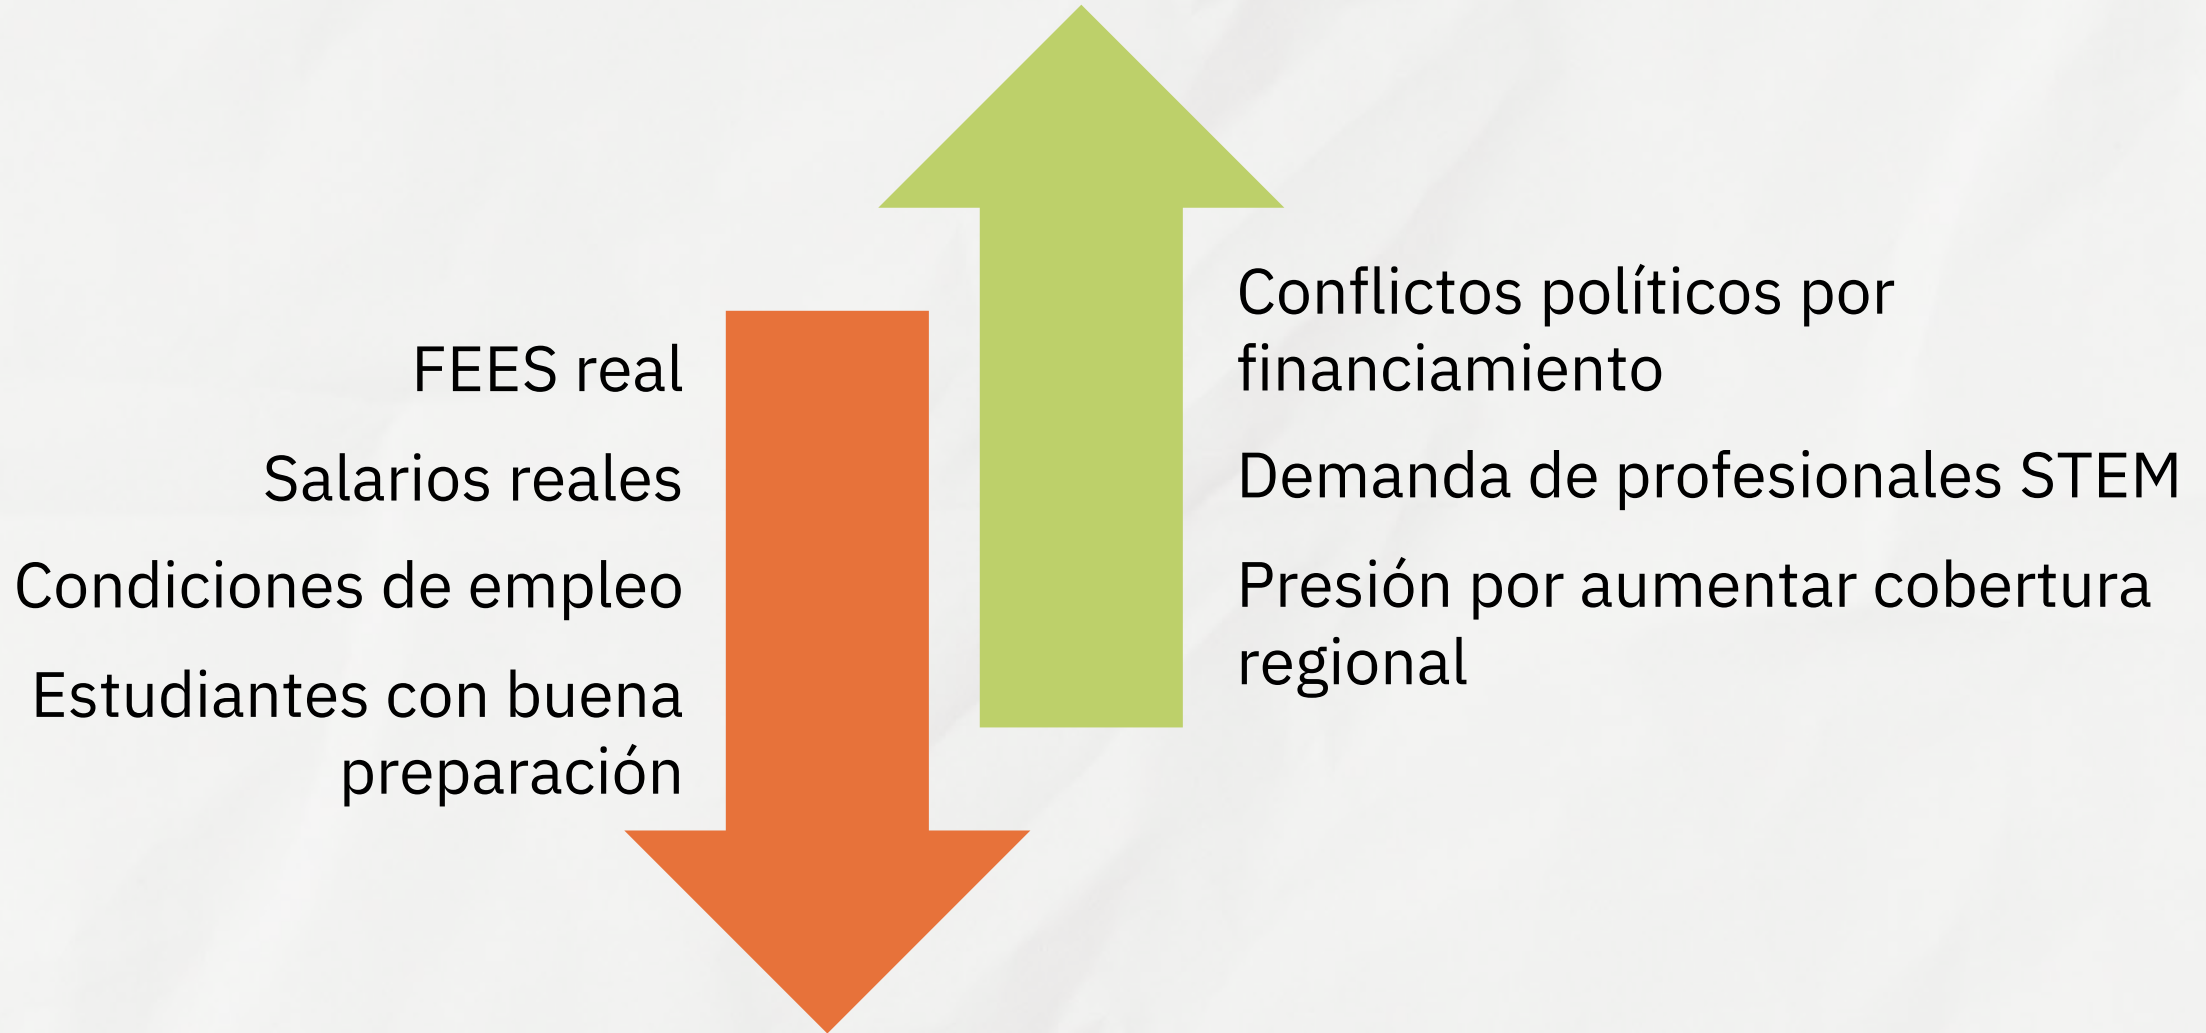 FEES real
Salarios reales
Condiciones de empleo
Estudiantes con buena
preparación
Conflictos políticos por
financiamiento
Demanda de profesionales STEM
Presión por aumentar cobertura
regional